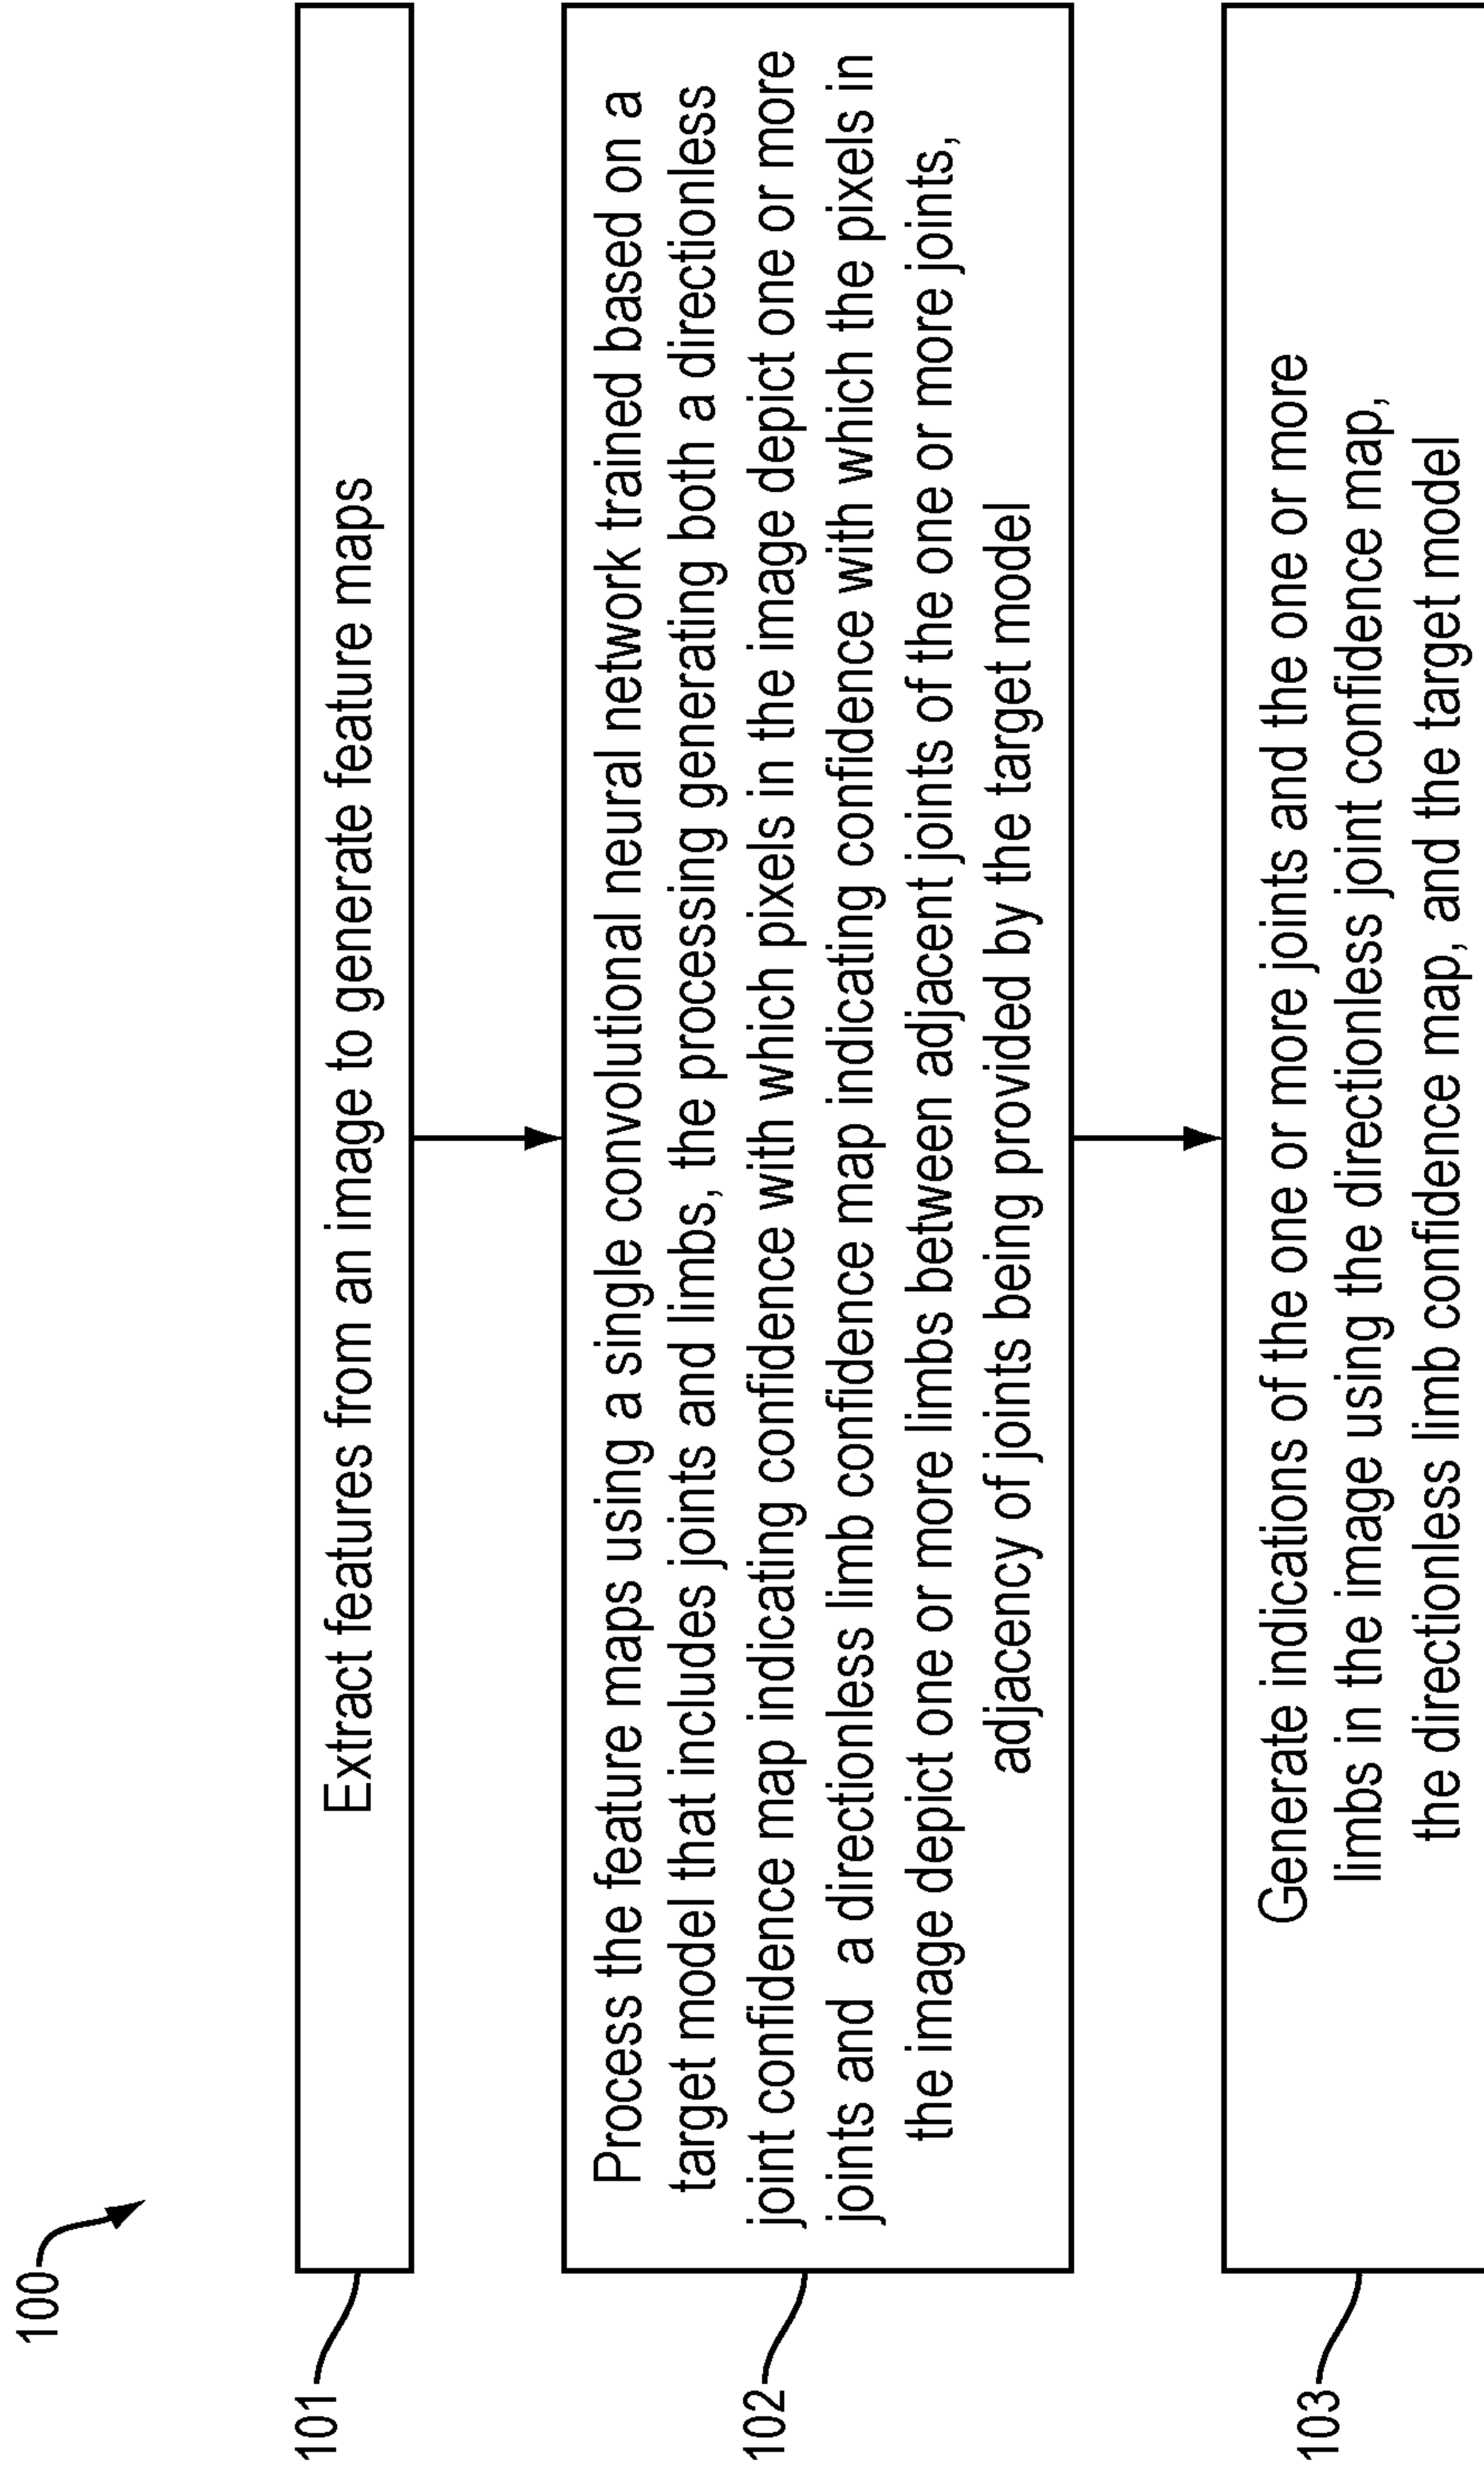 100
101
Extract features from an image to generate feature maps
102
Process the feature maps using a single convolutional neural network trained based on a
target model that includes joints and limbs, the processing generating both a directionless
joint confidence map indicating confidence with which pixels in the image depict one or more
joints and a directionless limb confidence map indicating confidence with which the pixels in
the image depict one or more limbs between adjacent joints of the one or more joints,
adjacency of joints being provided by the target model
103
Generate indications of the one or more joints and the one or more
limbs in the image using the directionless joint confidence map,
the directionless limb confidence map, and the target model